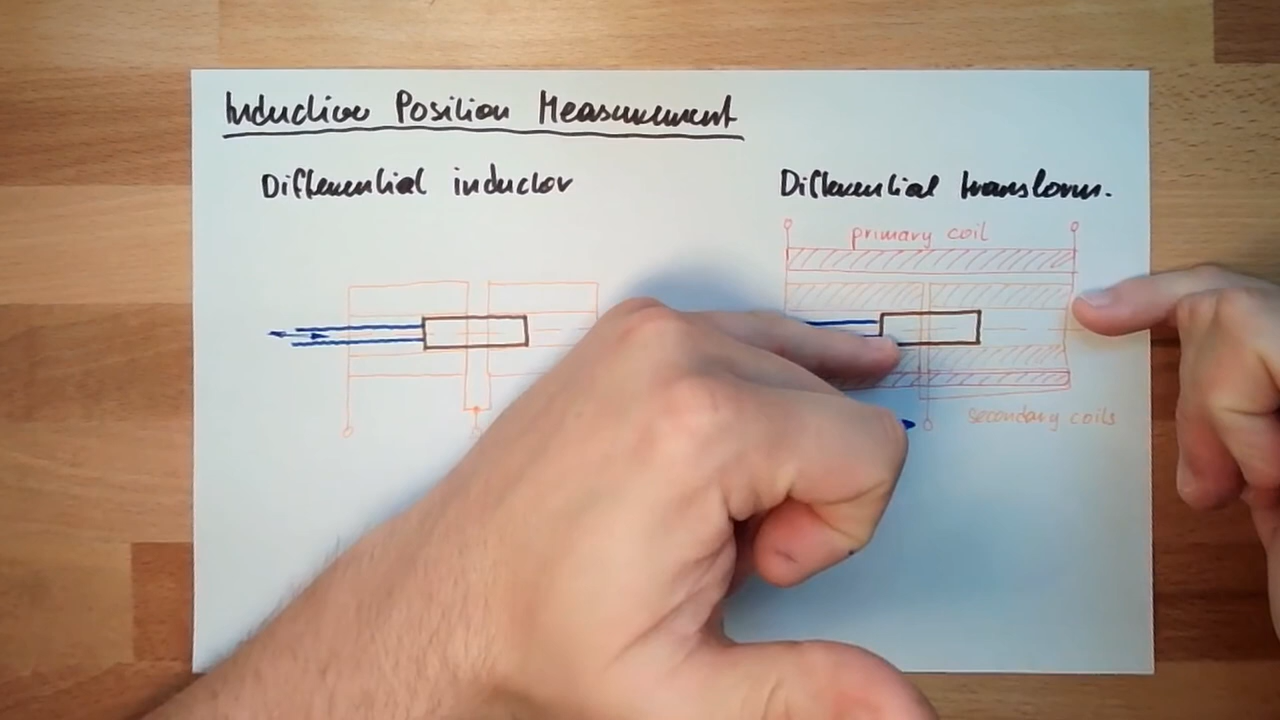 Inductive Position Measurement
Differential inductor
Differential transform.
primary coil
secondary coils